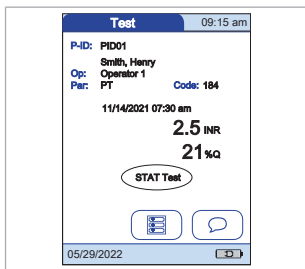 Test 09:15 am
P-ID: PID01
Smith, Henry
Op: Operator 1
Par: PT Code: 184
11/14/2021 07:30 am
2.5 INR
21 %Q
STAT Test
05/29/2022